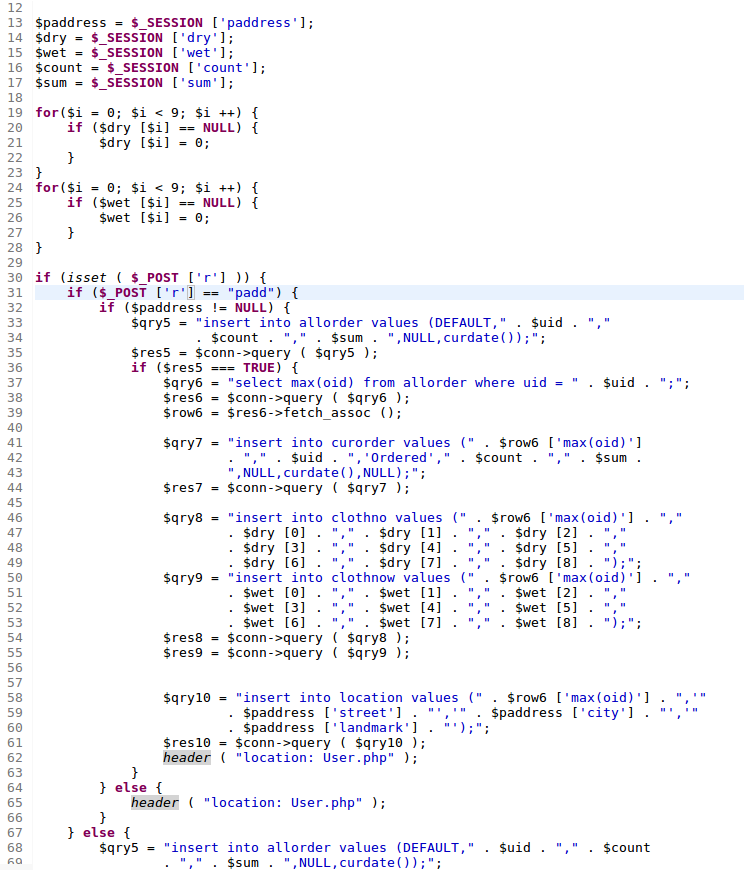 12
13 $paddress = $_SESSION ['paddress'];
14 $dry = $_SESSION ['dry'];
15 $wet = $_SESSION ['wet'];
16 $count = $_SESSION ['count'];
17 $sum = $_SESSION ['sum'];
18
19 for($i = 0; $i < 9; $i ++) {
20     if ($dry [$i] == NULL) {
21         $dry [$i] = 0;
22     }
23 }
24 for($i = 0; $i < 9; $i ++) {
25     if ($wet [$i] == NULL) {
26         $wet [$i] = 0;
27     }
28 }
29
30 if (isset ( $_POST ['r'] )) {
31     if ($_POST ['r'] == "padd") {
32         if ($paddress != NULL) {
33             $qry5 = "insert into allorder values (DEFAULT," . $uid . ","
34                     . $count . "," . $sum . ",NULL,curdate());";
35             $res5 = $conn->query ( $qry5 );
36             if ($res5 === TRUE) {
37                 $qry6 = "select max(oid) from allorder where uid = " . $uid . ";";
38                 $res6 = $conn->query ( $qry6 );
39                 $row6 = $res6->fetch_assoc ();
40
41                 $qry7 = "insert into curorder values (" . $row6 ['max(oid)']
42                         . "," . $uid . ",'Ordered'," . $count . "," . $sum .
43                         ",NULL,curdate(),NULL);";
44                 $res7 = $conn->query ( $qry7 );
45
46                 $qry8 = "insert into clothno values (" . $row6 ['max(oid)'] . ","
47                         . $dry [0] . "," . $dry [1] . "," . $dry [2] . ","
48                         . $dry [3] . "," . $dry [4] . "," . $dry [5] . ","
49                         . $dry [6] . "," . $dry [7] . "," . $dry [8] . ");";
50                 $qry9 = "insert into clothnow values (" . $row6 ['max(oid)'] . ","
51                         . $wet [0] . "," . $wet [1] . "," . $wet [2] . ","
52                         . $wet [3] . "," . $wet [4] . "," . $wet [5] . ","
53                         . $wet [6] . "," . $wet [7] . "," . $wet [8] . ");";
54                 $res8 = $conn->query ( $qry8 );
55                 $res9 = $conn->query ( $qry9 );
56
57
58                 $qry10 = "insert into location values (" . $row6 ['max(oid)'] . ",'"
59                         . $paddress ['street'] . "','" . $paddress ['city'] . "','"
60                         . $paddress ['landmark'] . "');";
61                 $res10 = $conn->query ( $qry10 );
62                 header ( "location: User.php" );
63             }
64         } else {
65             header ( "location: User.php" );
66         }
67     } else {
68         $qry5 = "insert into allorder values (DEFAULT," . $uid . "," . $count
69                 . "," . $sum . ",NULL,curdate());";